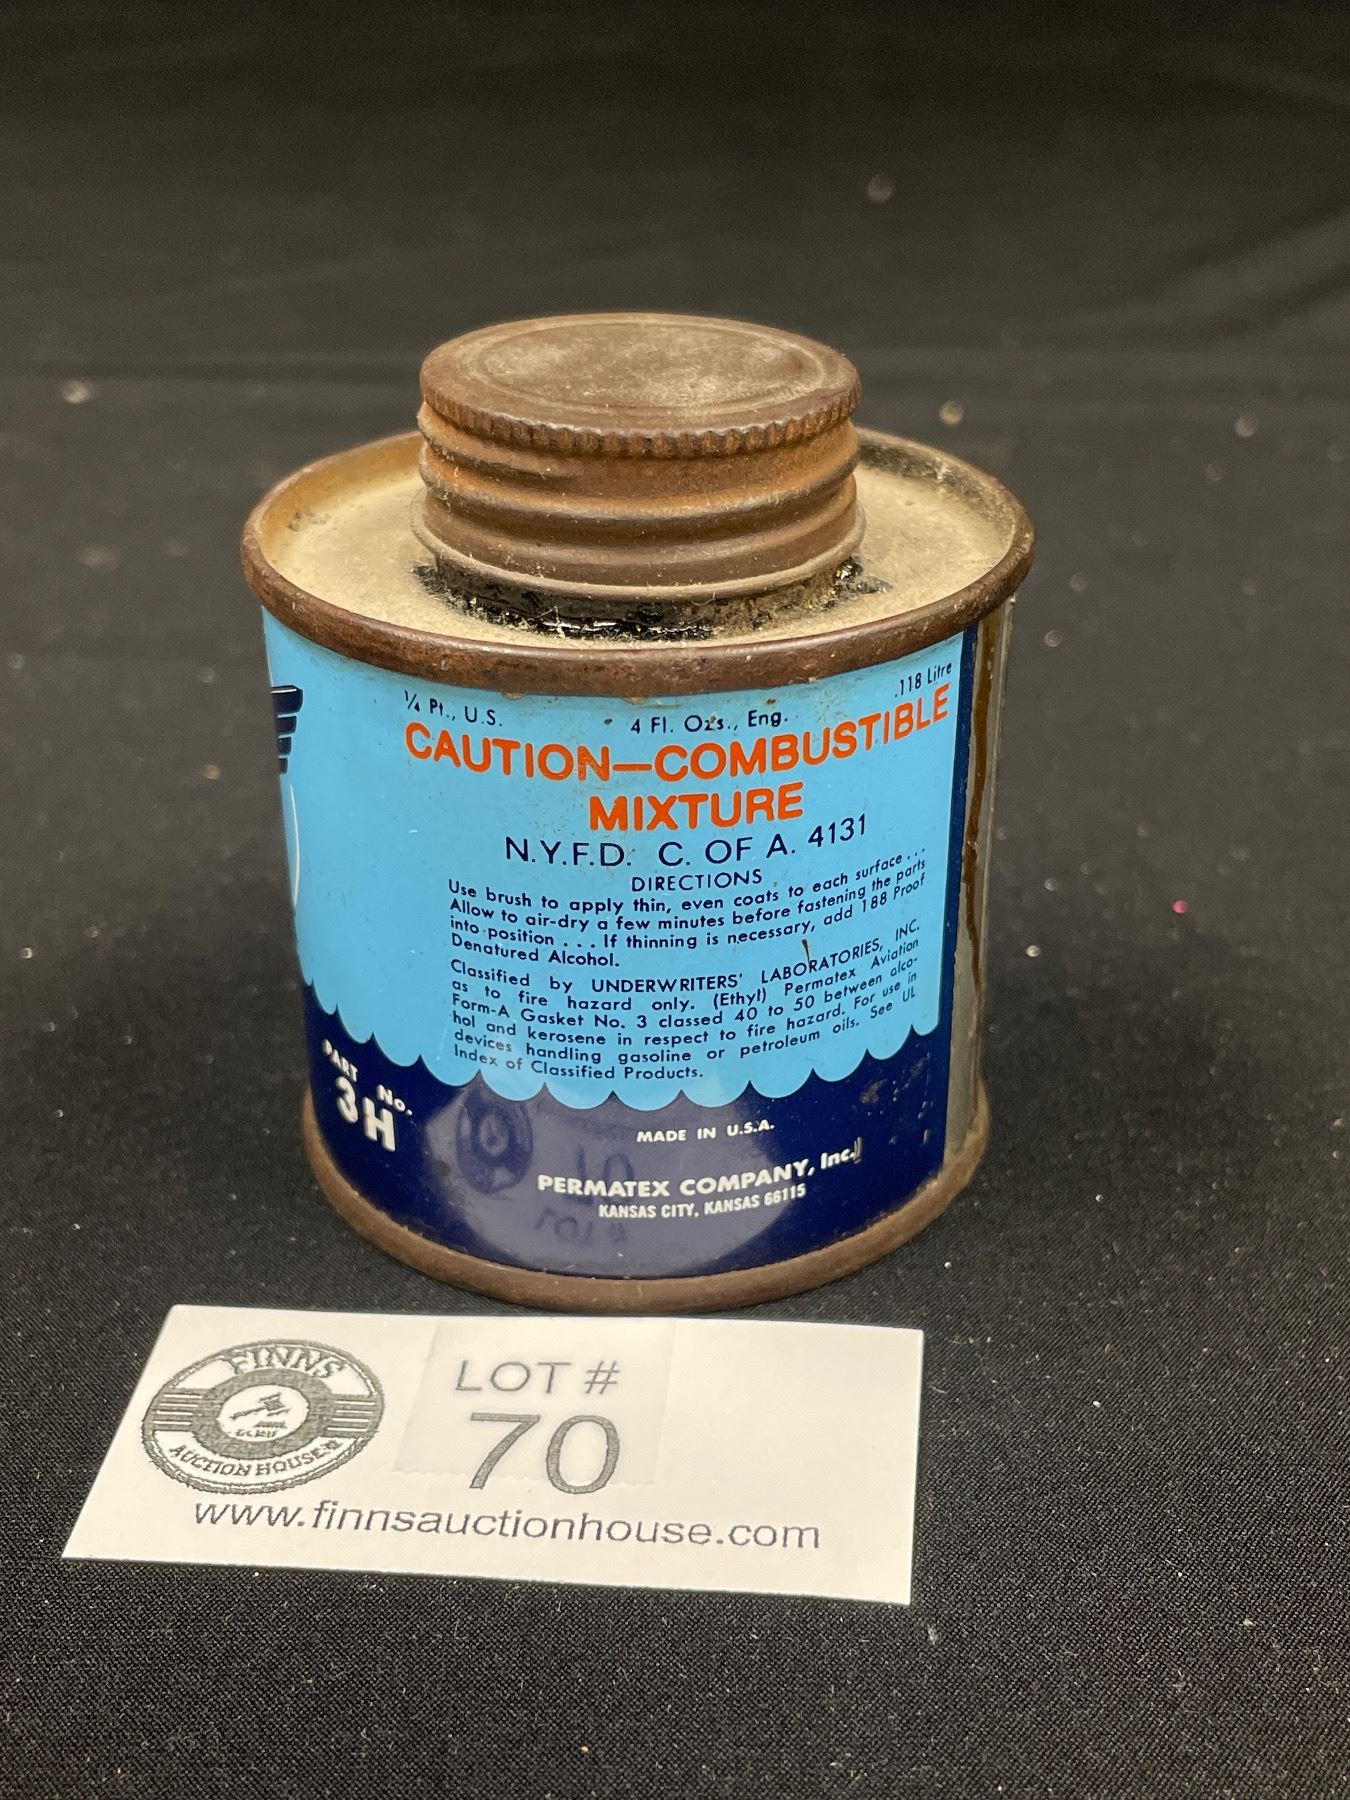 ¼ Pt., U.S. 4 Fl. Ozs., Eng. .118 Litre
CAUTION—COMBUSTIBLE
MIXTURE
N.Y.F.D. C. OF A. 4131
DIRECTIONS
Use brush to apply thin, even coats to each surface . . .
Allow to air-dry a few minutes before fastening the parts
into position . . . If thinning is necessary, add 188 Proof
Denatured Alcohol.
Classified by UNDERWRITERS' LABORATORIES, INC.
as to fire hazard only. (Ethyl) Permatex Aviation
Form-A Gasket No. 3 classed 40 to 50 between alco-
hol and kerosene in respect to fire hazard. For use in
devices handling gasoline or petroleum oils. See UL
Index of Classified Products.
PART No.
3H
MADE IN U.S.A.
PERMATEX COMPANY, Inc.
KANSAS CITY, KANSAS 66115
FINNS
AUCTION HOUSE
LOT #
70
www.finnsauctionhouse.com